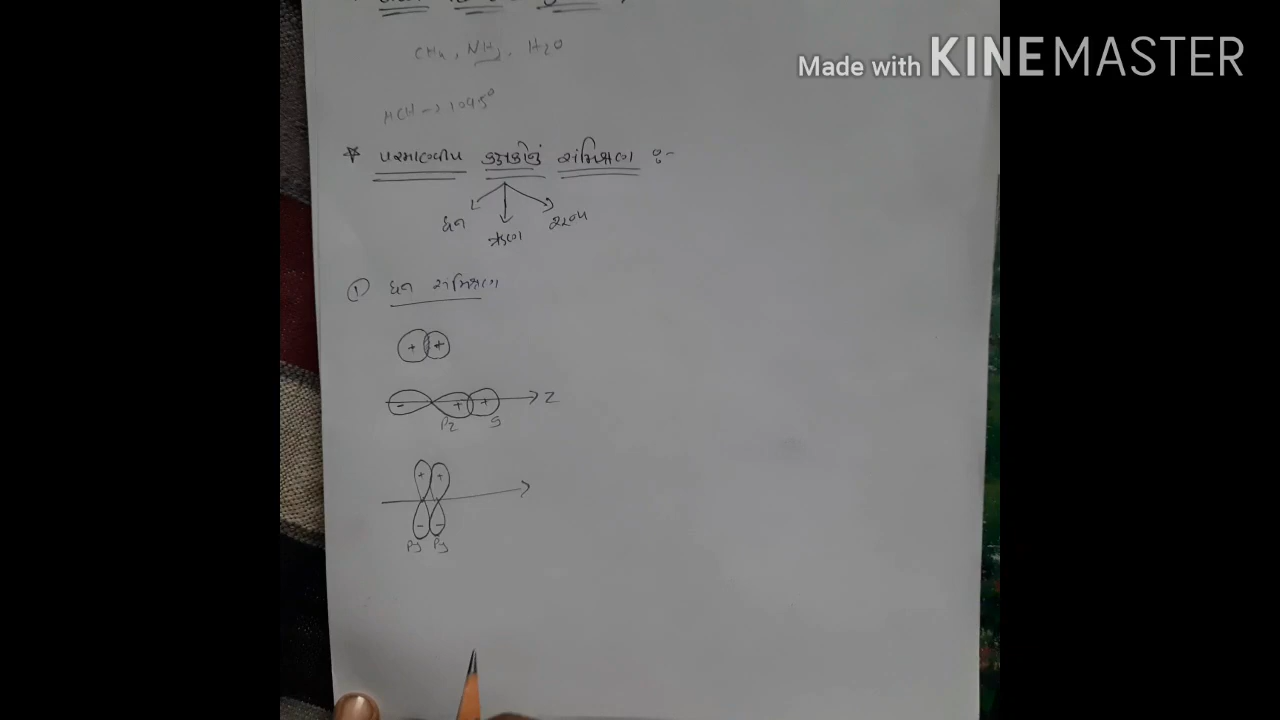 CH4, NH3, H2O
HCH → 109.5°
☆ પરમાણ્વીય કક્ષકોનું સંમિશ્રણ :-
ધન
ઋણ
શૂન્ય
① ધન સંમિશ્રણ
+ +
- + + Z
Pz S
+ +
- -
Py Py
Made with KINEMASTER